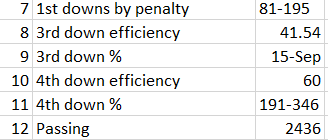 7 1st downs by penalty 81-195
8 3rd down efficiency 41.54
9 3rd down % 15-Sep
10 4th down efficiency 60
11 4th down % 191-346
12 Passing 2436